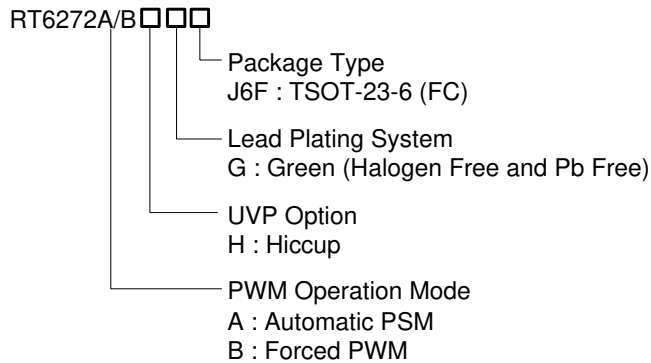 RT6272A/B
Package Type
J6F : TSOT-23-6 (FC)
Lead Plating System
G : Green (Halogen Free and Pb Free)
UVP Option
H : Hiccup
PWM Operation Mode
A : Automatic PSM
B : Forced PWM